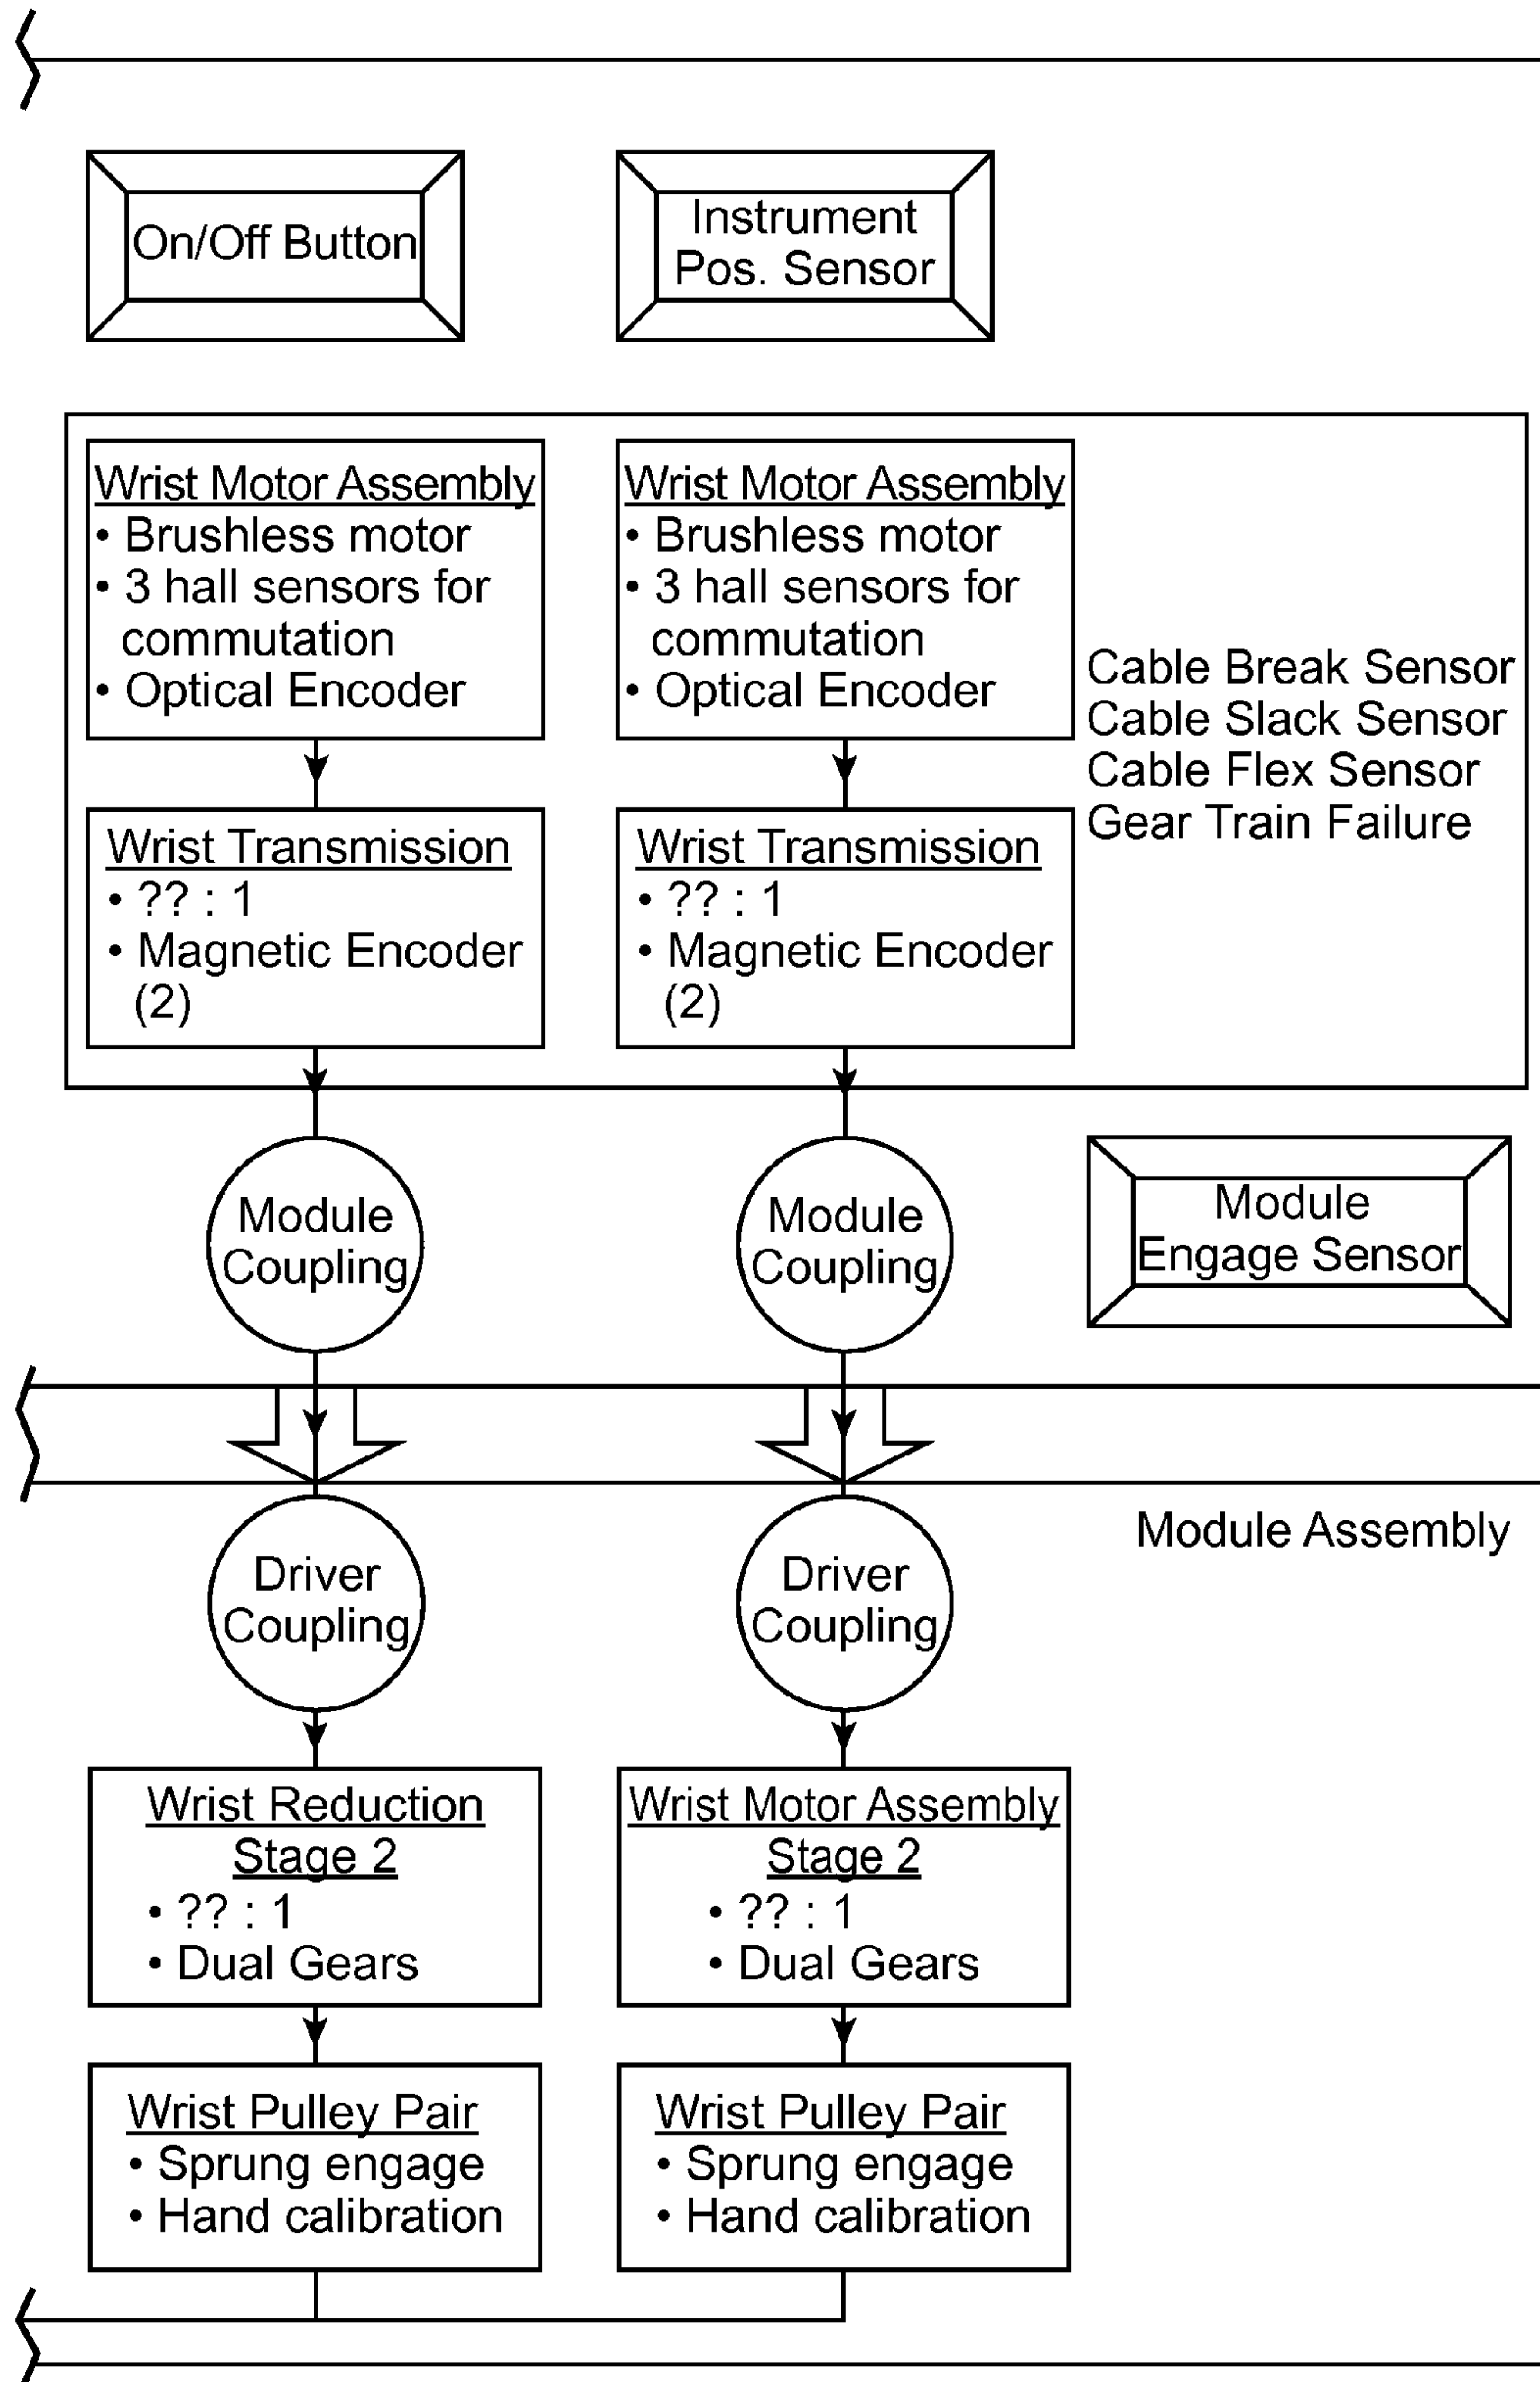 On/Off Button
Instrument
Pos. Sensor
Wrist Motor Assembly
• Brushless motor
• 3 hall sensors for
commutation
• Optical Encoder
Wrist Motor Assembly
• Brushless motor
• 3 hall sensors for
commutation
• Optical Encoder
Cable Break Sensor
Cable Slack Sensor
Cable Flex Sensor
Gear Train Failure
Wrist Transmission
• ?? : 1
• Magnetic Encoder
(2)
Wrist Transmission
• ?? : 1
• Magnetic Encoder
(2)
Module
Coupling
Module
Coupling
Module
Engage Sensor
Module Assembly
Driver
Coupling
Driver
Coupling
Wrist Reduction
Stage 2
• ?? : 1
• Dual Gears
Wrist Motor Assembly
Stage 2
• ?? : 1
• Dual Gears
Wrist Pulley Pair
• Sprung engage
• Hand calibration
Wrist Pulley Pair
• Sprung engage
• Hand calibration